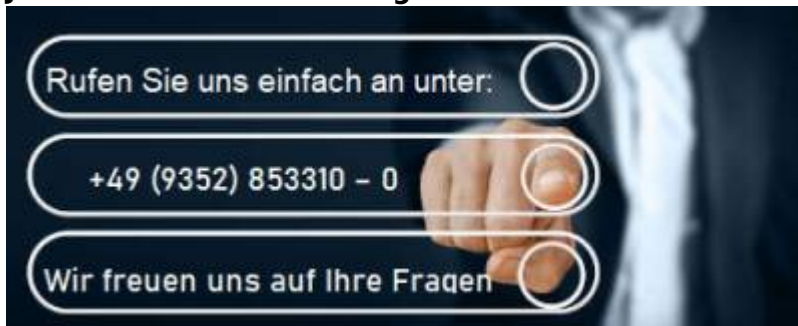 Rufen Sie uns einfach an unter:
+49 (9352) 853310 – 0
Wir freuen uns auf Ihre Fragen